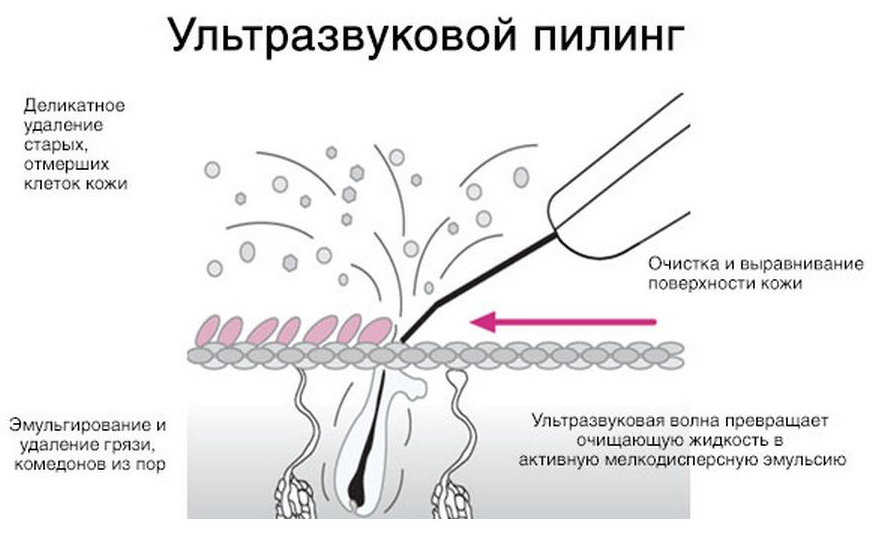 Ультразвуковой пилинг
Деликатное
удаление
старых,
отмерших
клеток кожи
Очистка и выравнивание
поверхности кожи
Эмульгирование и
удаление грязи,
комедонов из пор
Ультразвуковая волна превращает
очищающую жидкость в
активную мелкодисперсную эмульсию